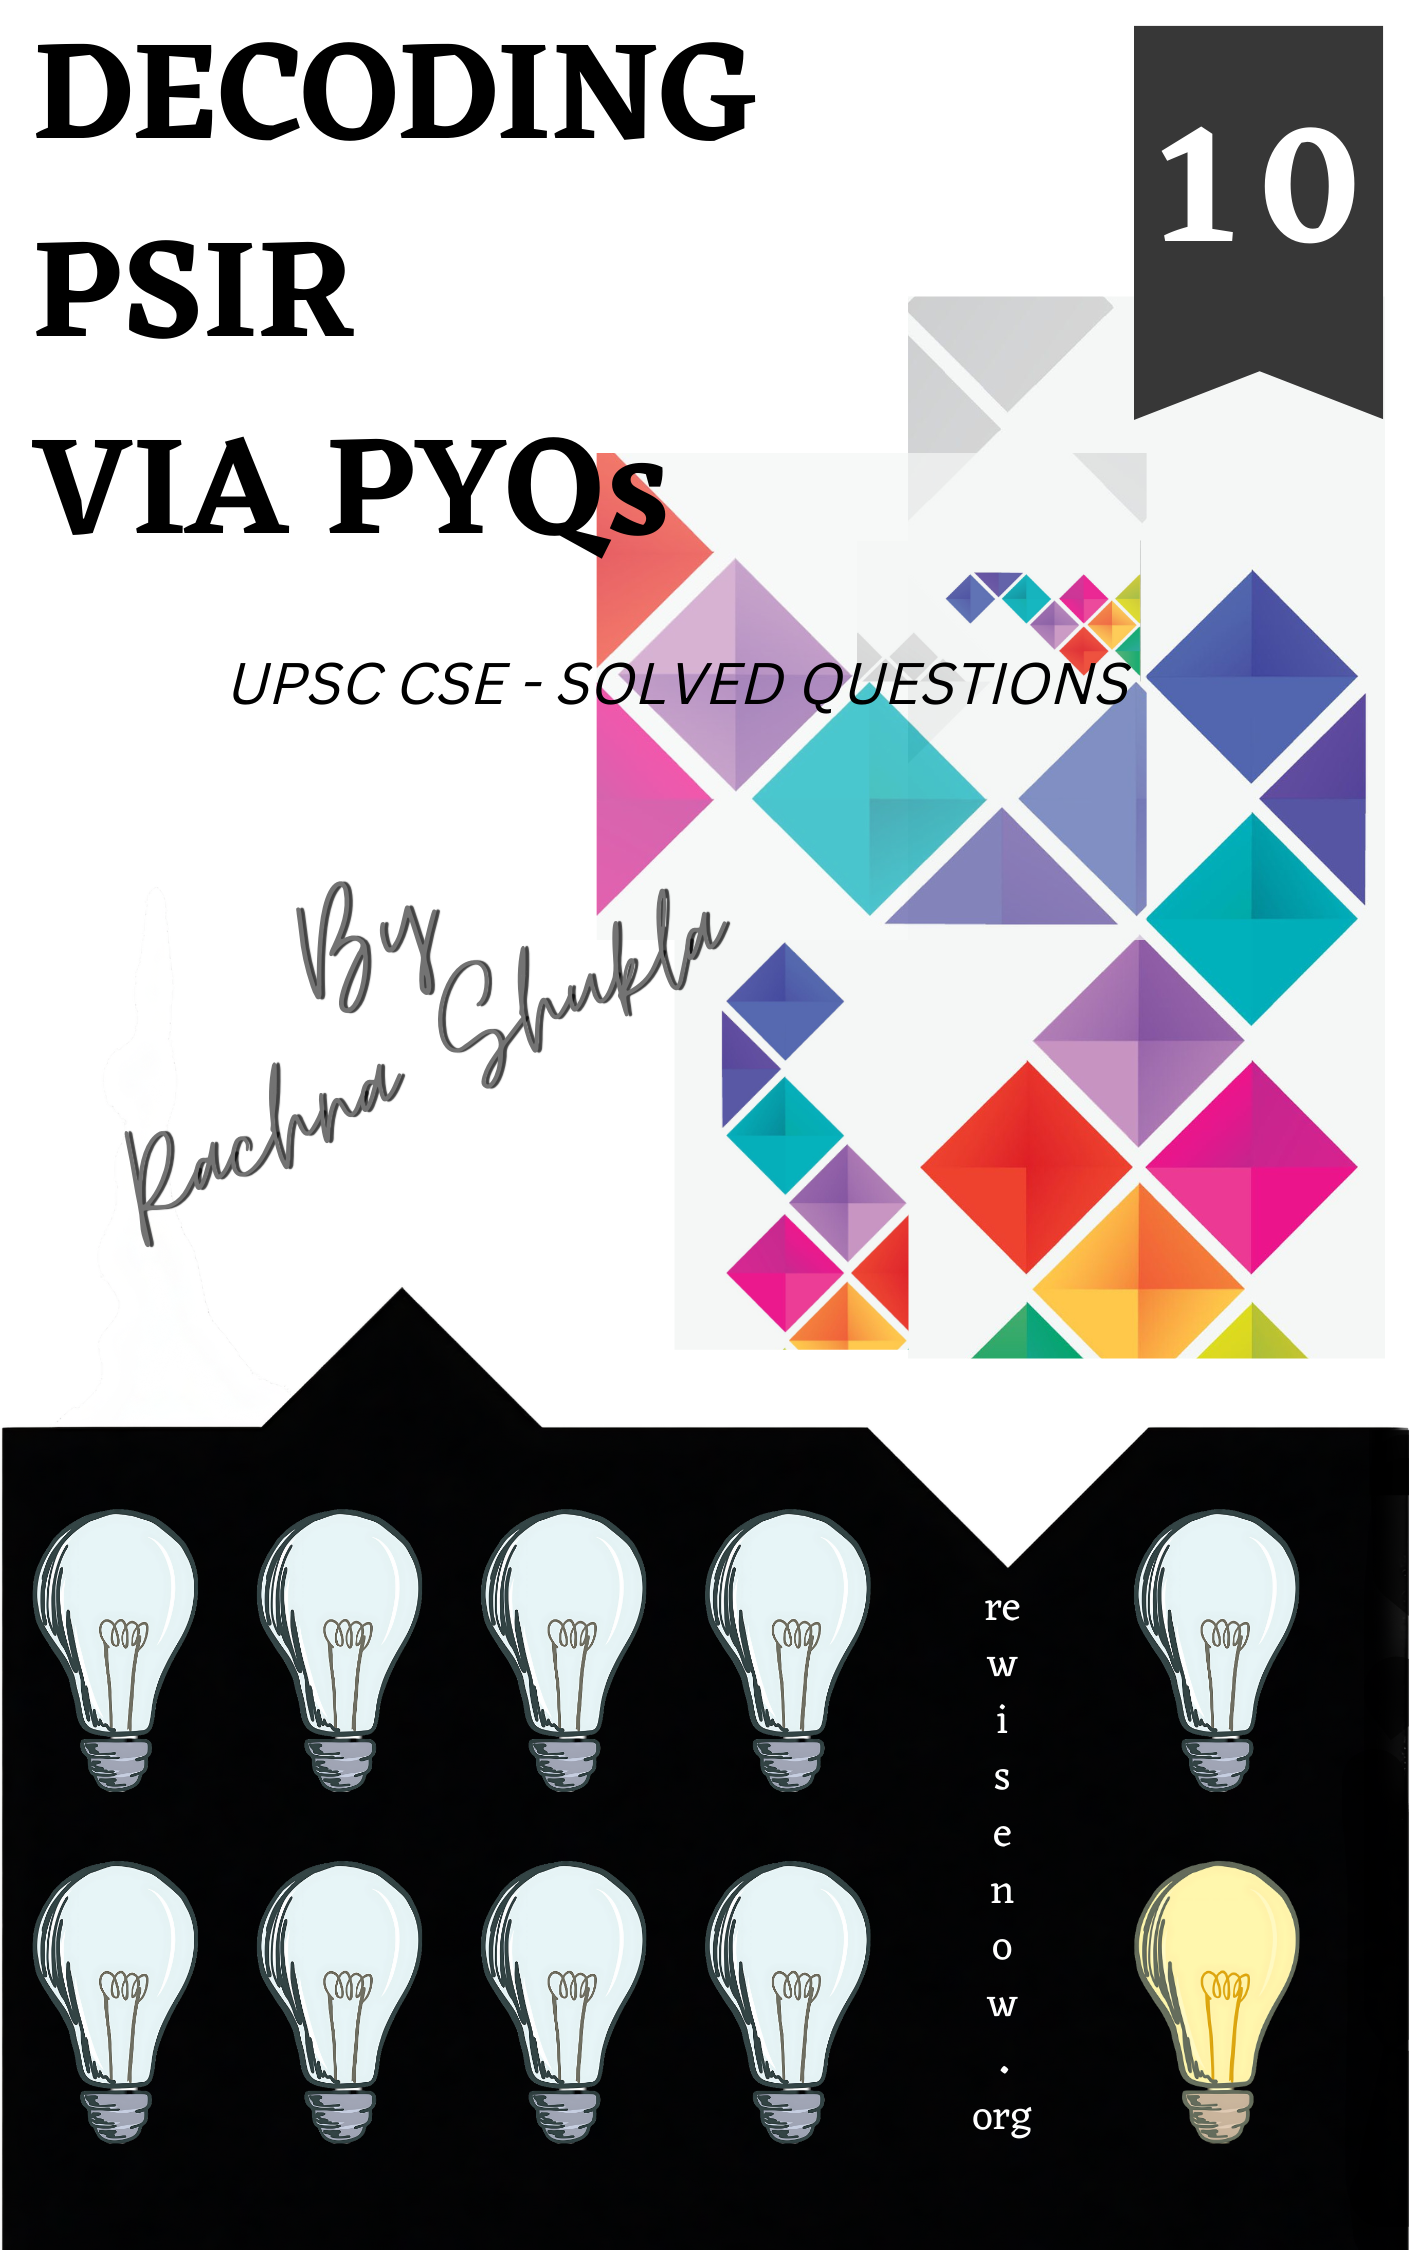 DECODING
10
PSIR
VIA PYQs
UPSC CSE - SOLVED QUESTIONS
By
Rachna Shukla
re
w
i
s
e
n
o
w
.
org